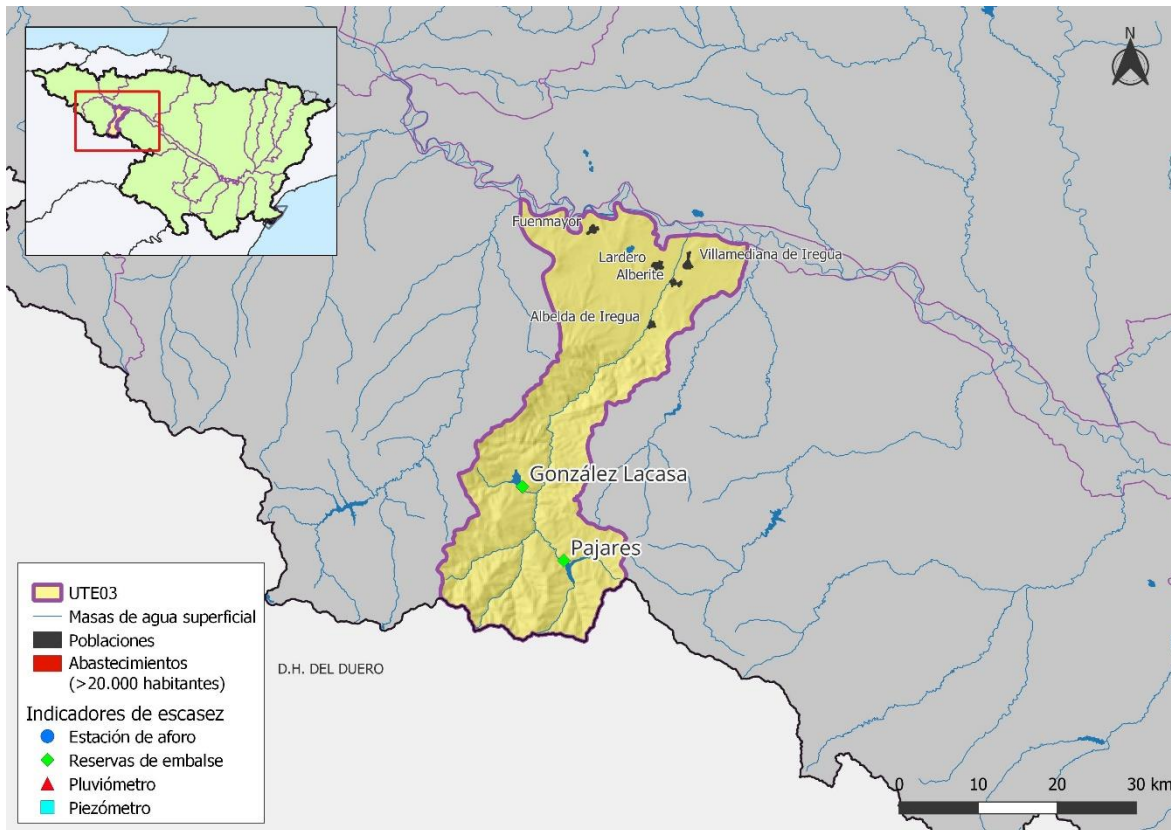 N
Fuenmayor
Lardero
Villamediana de Iregua
Alberite
Albelda de Iregua
González Lacasa
Pajares
UTE03
Masas de agua superficial
Poblaciones
Abastecimientos
(>20.000 habitantes)
Indicadores de escasez
Estación de aforo
Reservas de embalse
Pluviómetro
Piezómetro
D.H. DEL DUERO
0 10 20 30 km